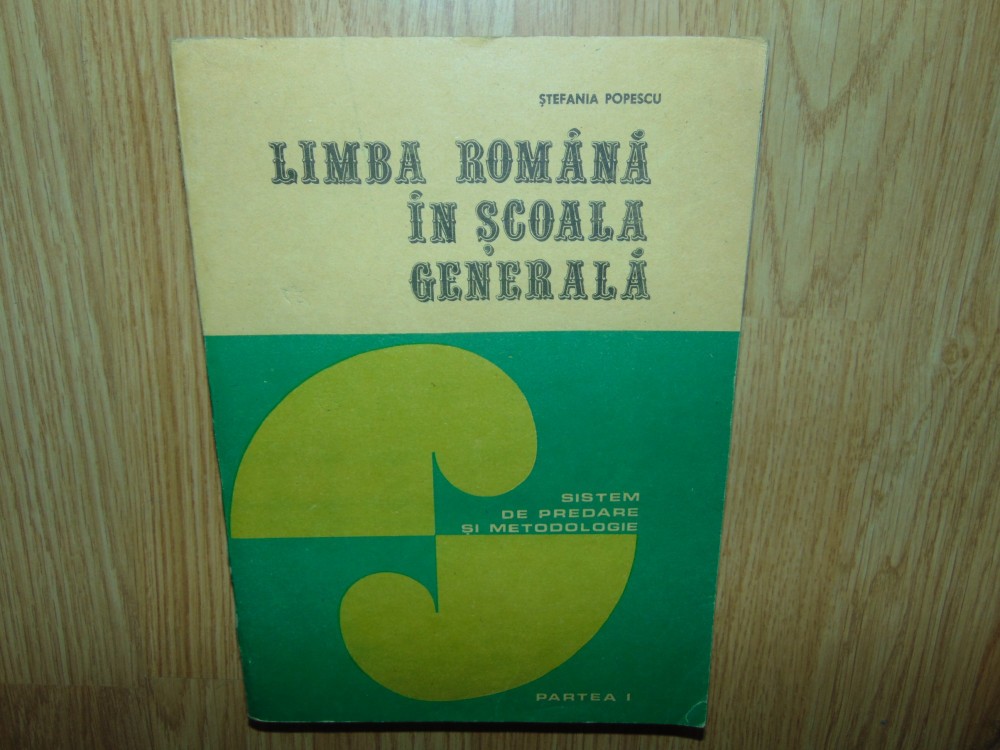 ȘTEFANIA POPESCU
LIMBA ROMÂNĂ
ÎN ȘCOALA
GENERALĂ
SISTEM
DE PREDARE
ȘI METODOLOGIE
PARTEA I